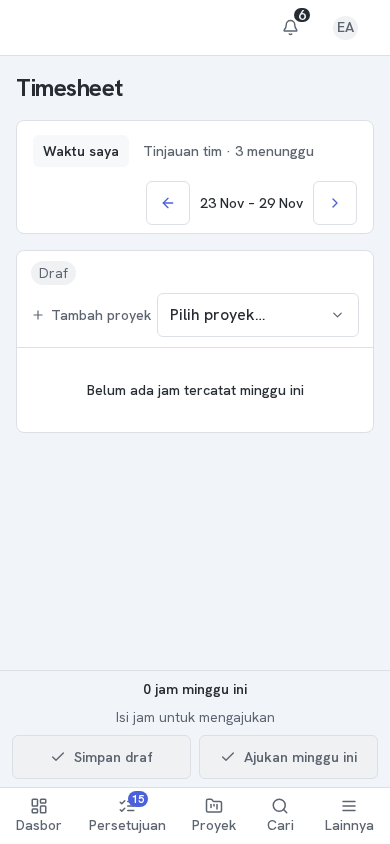 6
EA
Timesheet
Waktu saya
Tinjauan tim · 3 menunggu
23 Nov – 29 Nov
Draf
Tambah proyek
Pilih proyek...
Belum ada jam tercatat minggu ini
0 jam minggu ini
Isi jam untuk mengajukan
Simpan draf
Ajukan minggu ini
15
Dasbor
Persetujuan
Proyek
Cari
Lainnya